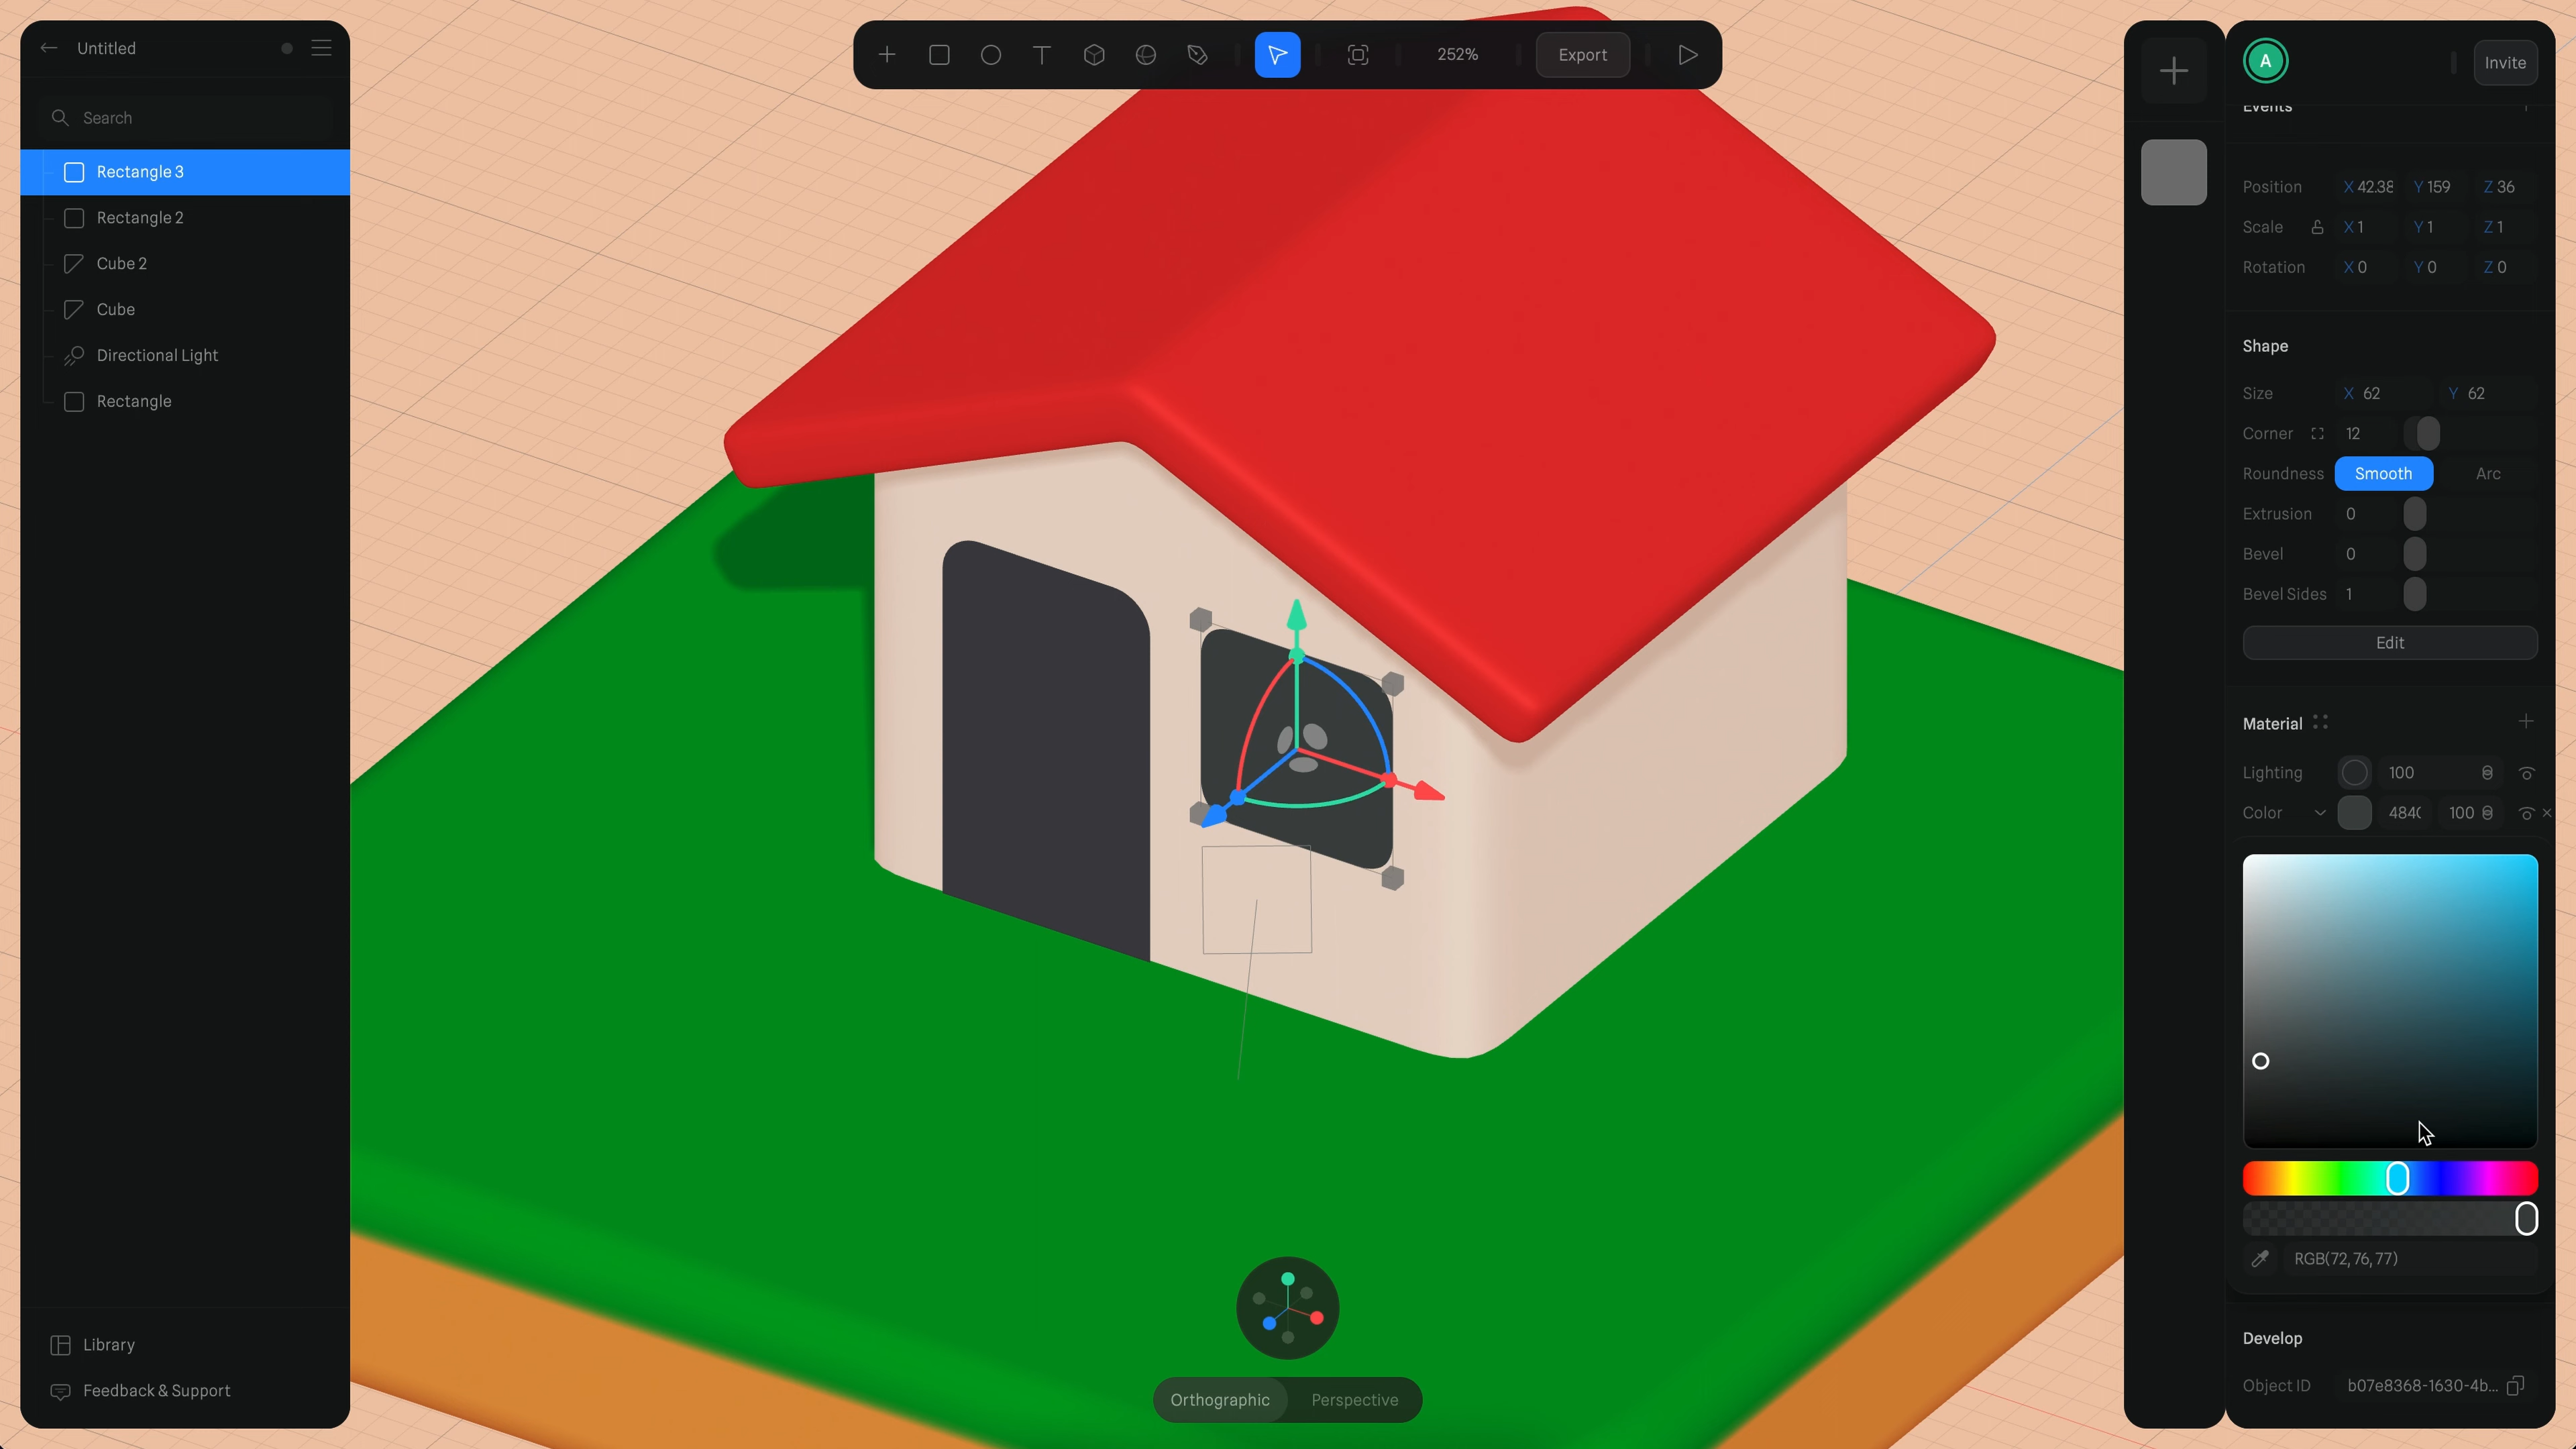 Untitled
Search
Rectangle 3
Rectangle 2
Cube 2
Cube
Directional Light
Rectangle
Library
Feedback & Support
252%
Export
Orthographic
Perspective
A
Invite
Events
Position X 42.38 Y 159 Z 36
Scale X 1 Y 1 Z 1
Rotation X 0 Y 0 Z 0
Shape
Size X 62 Y 62
Corner 12
Roundness Smooth Arc
Extrusion 0
Bevel 0
Bevel Sides 1
Edit
Material
Lighting 100
Color 484C 100
RGB(72, 76, 77)
Develop
Object ID b07e8368-1630-4b...